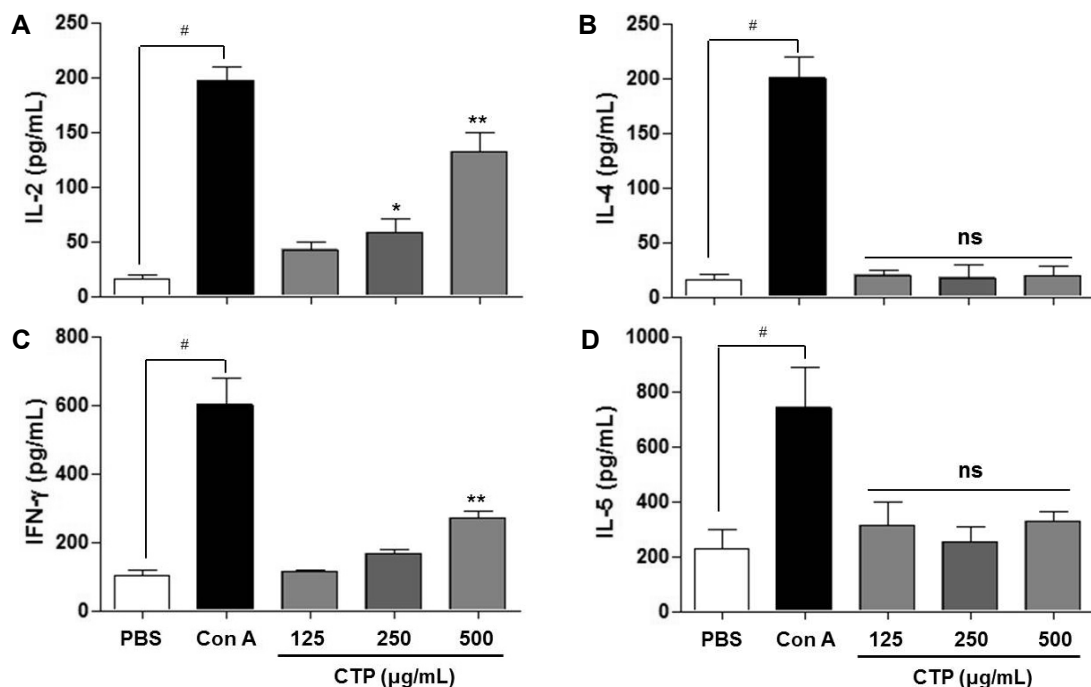 A
IL-2 (pg/mL)
250
200
150
100
50
0
#
*
**
B
IL-4 (pg/mL)
250
200
150
100
50
0
#
ns
C
IFN-γ (pg/mL)
800
600
400
200
0
#
**
PBS Con A 125 250 500
CTP (μg/mL)
D
IL-5 (pg/mL)
1000
800
600
400
200
0
#
ns
PBS Con A 125 250 500
CTP (μg/mL)